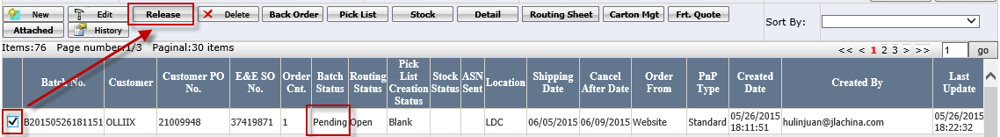 New Edit Release Delete Back Order Pick List Stock Detail Routing Sheet Carton Mgt Frt. Quote
Attached History
Sort By:
Items:76 Page number:1/3 Paginal:30 items << < 1 2 3 > >> 1 go
Batch No. Customer Customer PO No. E&E SO No. Order Cnt. Batch Status Routing Status Pick List Creation Status Stock Status ASN Sent Location Shipping Date Cancel After Date Order From PnP Type Created Date Created By Last Update
B20150526181151 OLLIIX 21009948 37419871 1 Pending Open Blank LDC 06/05/2015 06/09/2015 Website Standard 05/26/2015 18:11:51 hulinjuan@jlachina.com 05/26/2015 18:22:32